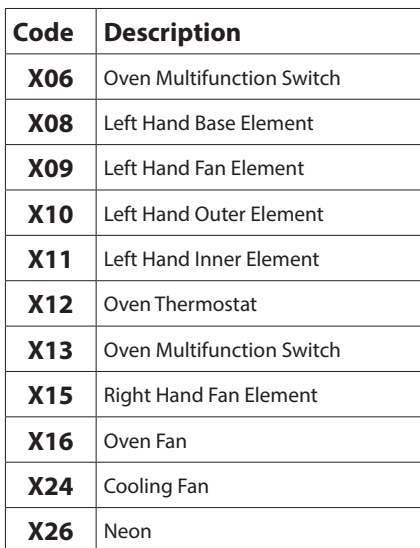 Code Description
X06 Oven Multifunction Switch
X08 Left Hand Base Element
X09 Left Hand Fan Element
X10 Left Hand Outer Element
X11 Left Hand Inner Element
X12 Oven Thermostat
X13 Oven Multifunction Switch
X15 Right Hand Fan Element
X16 Oven Fan
X24 Cooling Fan
X26 Neon